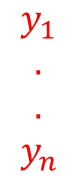 y₁
.
.
yₙ